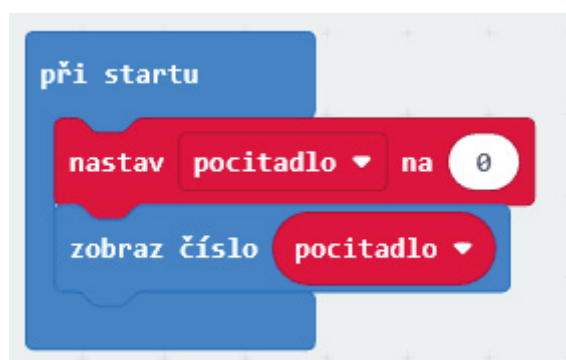 při startu
nastav pocitadlo na 0
zobraz číslo pocitadlo